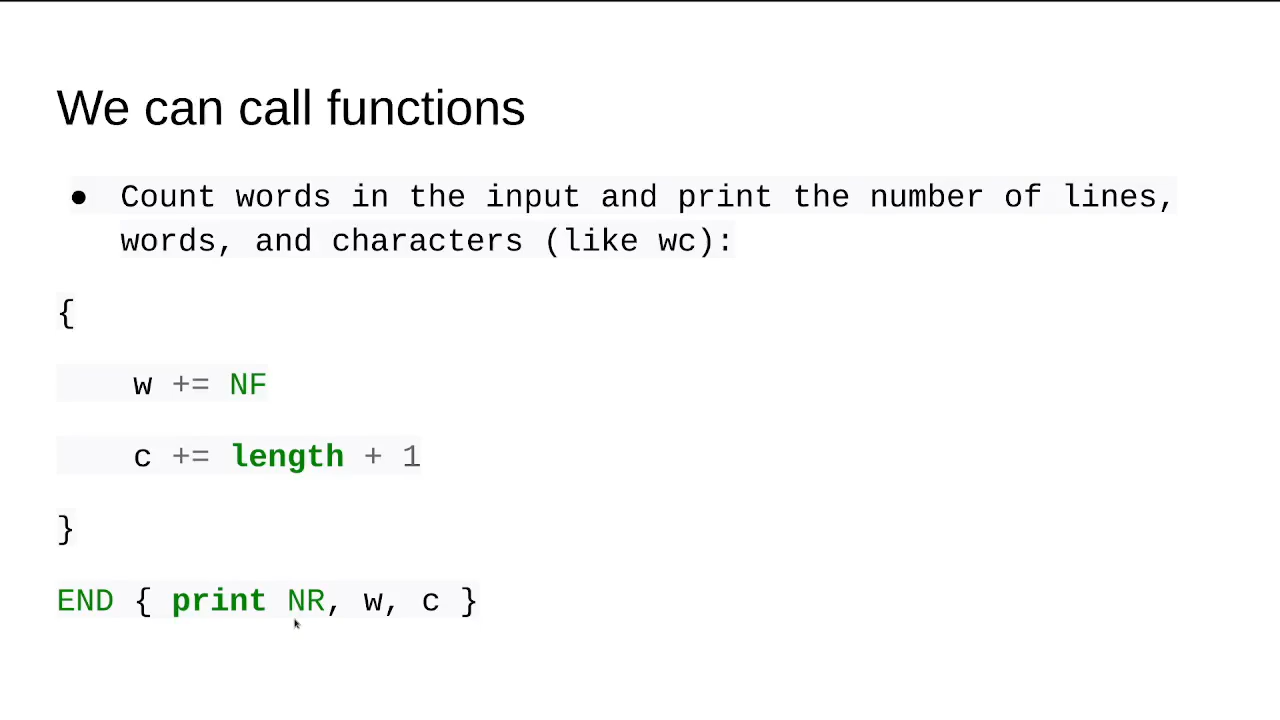 We can call functions
● Count words in the input and print the number of lines,
words, and characters (like wc):
{
    w += NF
    c += length + 1
}
END { print NR, w, c }